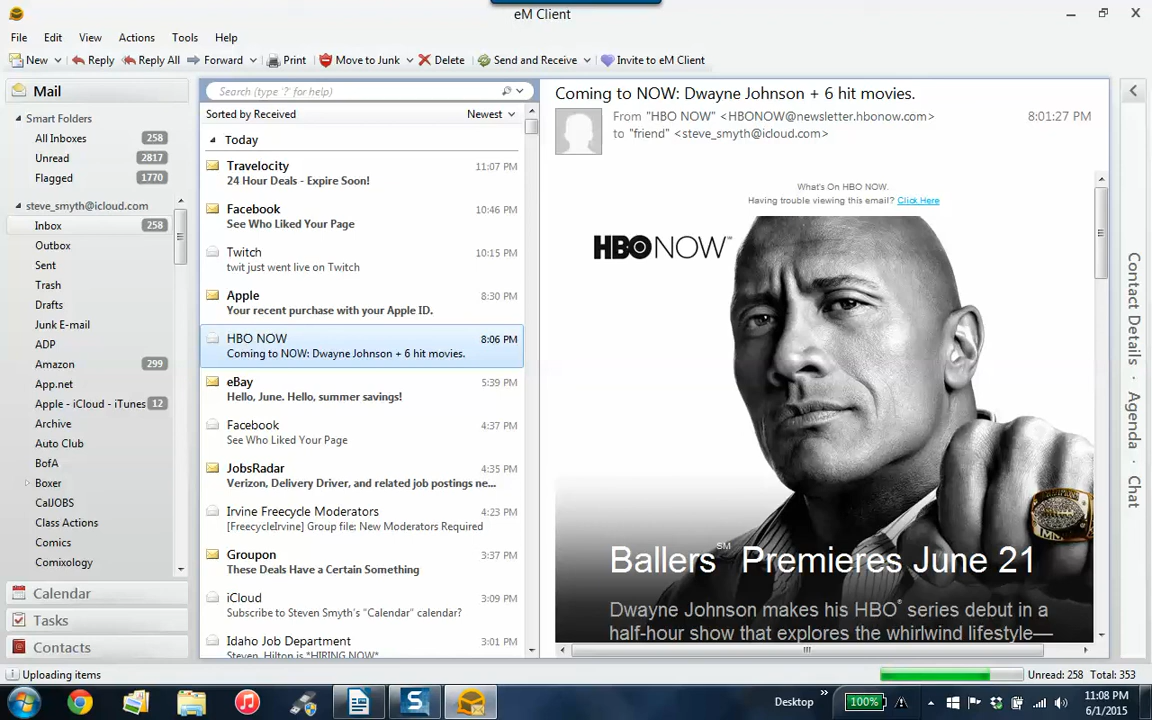 eM Client
File Edit View Actions Tools Help
New Reply Reply All Forward Print Move to Junk Delete Send and Receive Invite to eM Client
Mail
Smart Folders
All Inboxes 258
Unread 2817
Flagged 1770
steve_smyth@icloud.com
Inbox 258
Outbox
Sent
Trash
Drafts
Junk E-mail
ADP
Amazon 299
App.net
Apple - iCloud - iTunes 12
Archive
Auto Club
BofA
Boxer
CalJOBS
Class Actions
Comics
Comixology
Calendar
Tasks
Contacts
Search (type '?' for help)
Sorted by Received Newest
Today
Travelocity 11:07 PM
24 Hour Deals - Expire Soon!
Facebook 10:46 PM
See Who Liked Your Page
Twitch 10:15 PM
twit just went live on Twitch
Apple 8:30 PM
Your recent purchase with your Apple ID.
HBO NOW 8:06 PM
Coming to NOW: Dwayne Johnson + 6 hit movies.
eBay 5:39 PM
Hello, June. Hello, summer savings!
Facebook 4:37 PM
See Who Liked Your Page
JobsRadar 4:35 PM
Verizon, Delivery Driver, and related job postings ne...
Irvine Freecycle Moderators 4:23 PM
[FreecycleIrvine] Group file: New Moderators Required
Groupon 3:37 PM
These Deals Have a Certain Something
iCloud 3:09 PM
Subscribe to Steven Smyth's "Calendar" calendar?
Idaho Job Department 3:01 PM
Steven, Hilton is *HIRING NOW*
Coming to NOW: Dwayne Johnson + 6 hit movies.
From "HBO NOW" <HBONOW@newsletter.hbonow.com> 8:01:27 PM
to "friend" <steve_smyth@icloud.com>
What's On HBO NOW.
Having trouble viewing this email? Click Here
HBO NOW℠
Ballers℠ Premieres June 21
Dwayne Johnson makes his HBO® series debut in a
half-hour show that explores the whirlwind lifestyle—
Contact Details · Agenda · Chat
Uploading items Unread: 258 Total: 353
Desktop » 100% 11:08 PM
6/1/2015